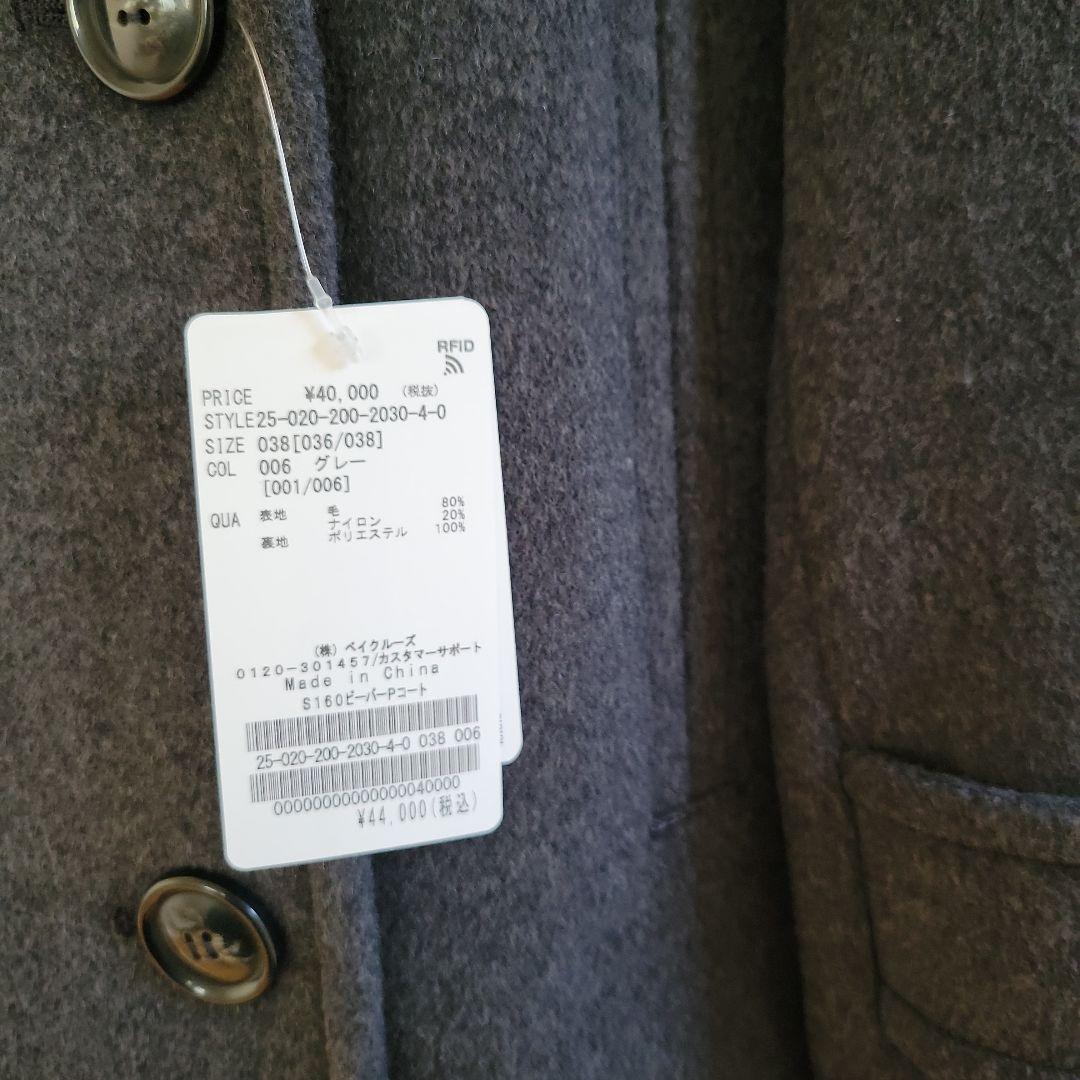 RFID
PRICE ¥40,000 (税抜)
STYLE 25-020-200-2030-4-0
SIZE 038[036/038]
COL 006 グレー
[001/006]
QUA 表地 毛 80%
ナイロン 20%
裏地 ポリエステル 100%
(株) ベイクルーズ
0120-301457/カスタマーサポート
Made in China
S160ビーバーPコート
25-020-200-2030-4-0 038 006
00000000000000040000
¥44,000(税込)